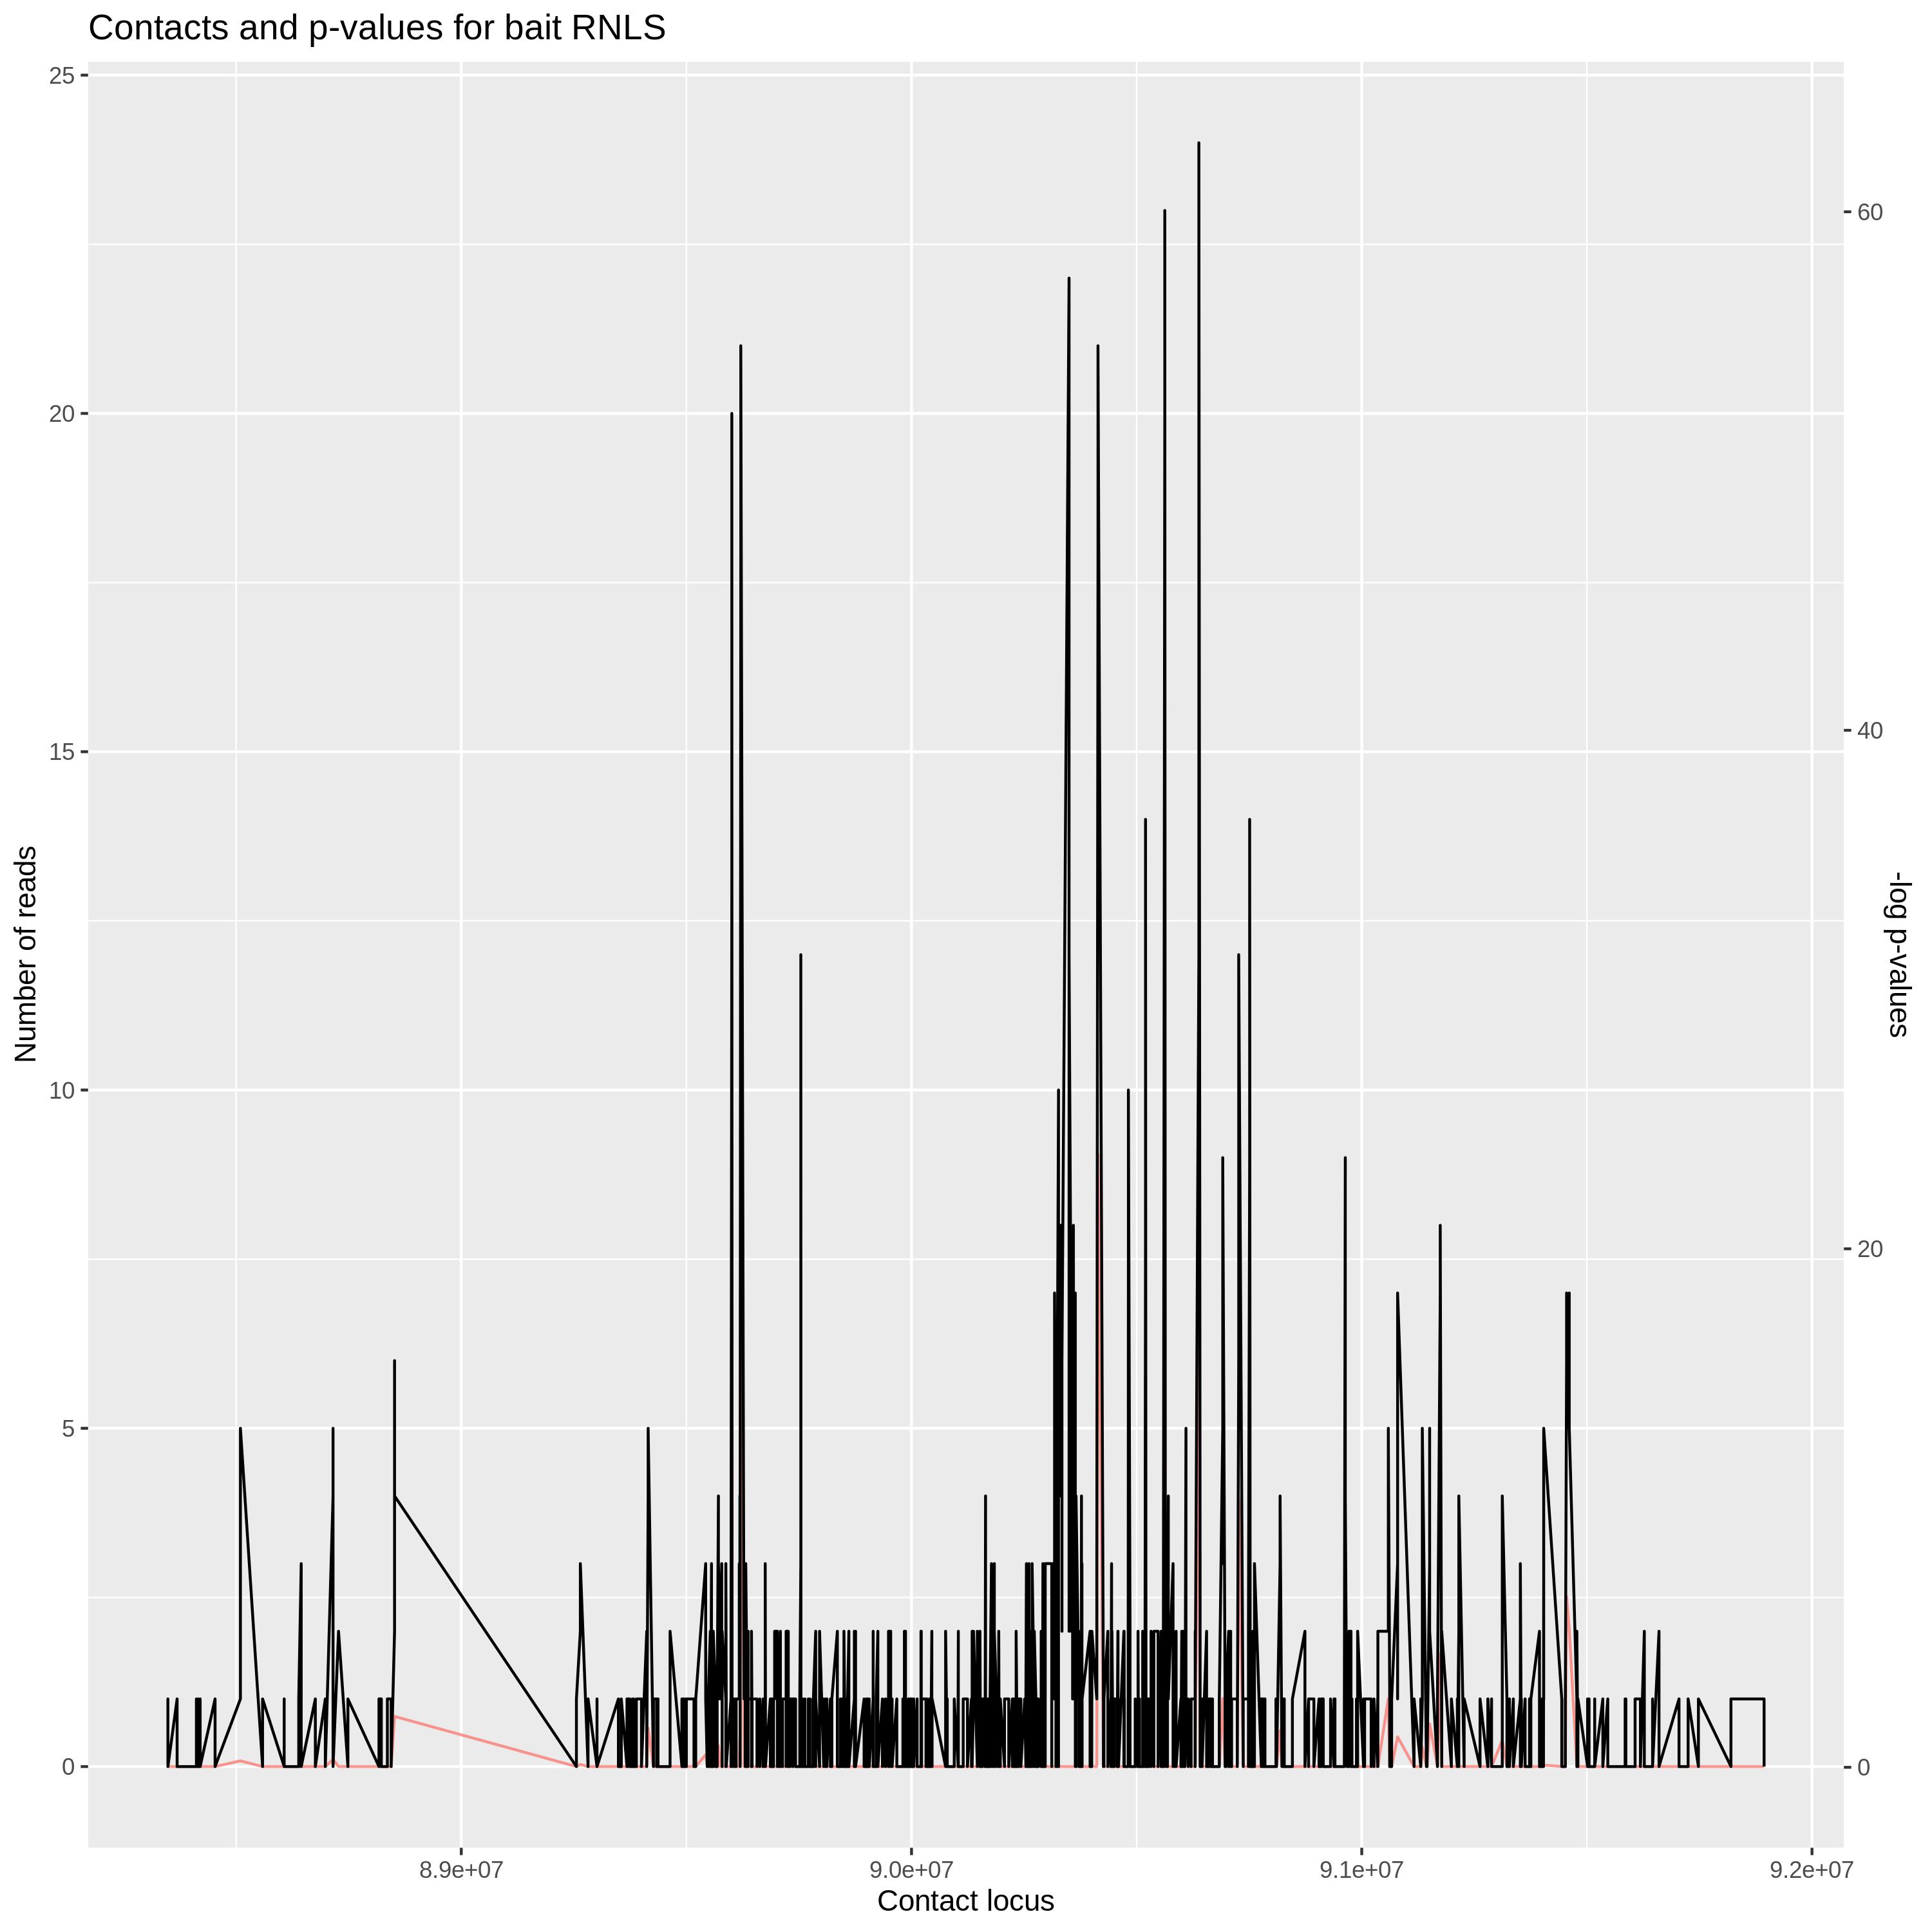 Contacts and p-values for bait RNLS
25
20
15
10
5
0
Number of reads
60
40
20
0
-log p-values
8.9e+07
9.0e+07
9.1e+07
9.2e+07
Contact locus